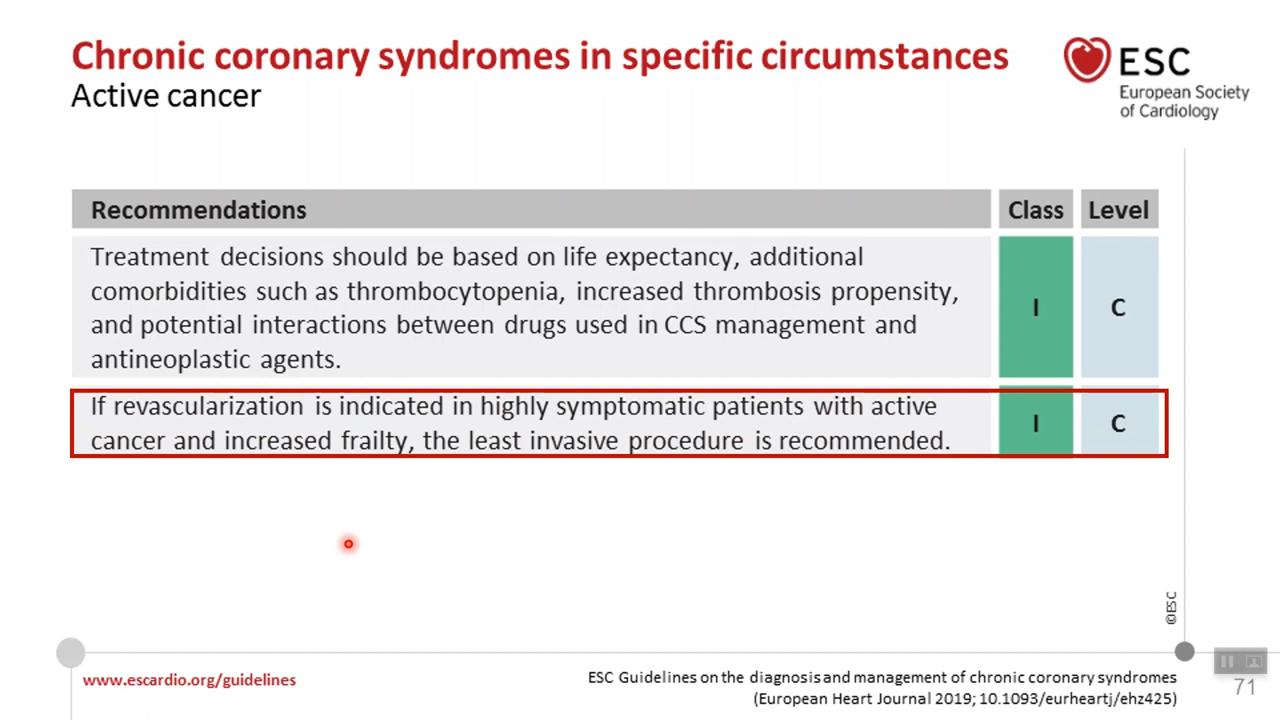 Chronic coronary syndromes in specific circumstances
Active cancer
ESC
European Society
of Cardiology
Recommendations Class Level
Treatment decisions should be based on life expectancy, additional
comorbidities such as thrombocytopenia, increased thrombosis propensity,
and potential interactions between drugs used in CCS management and
antineoplastic agents.
I C
If revascularization is indicated in highly symptomatic patients with active
cancer and increased frailty, the least invasive procedure is recommended.
I C
©ESC
www.escardio.org/guidelines
ESC Guidelines on the diagnosis and management of chronic coronary syndromes
(European Heart Journal 2019; 10.1093/eurheartj/ehz425)
71